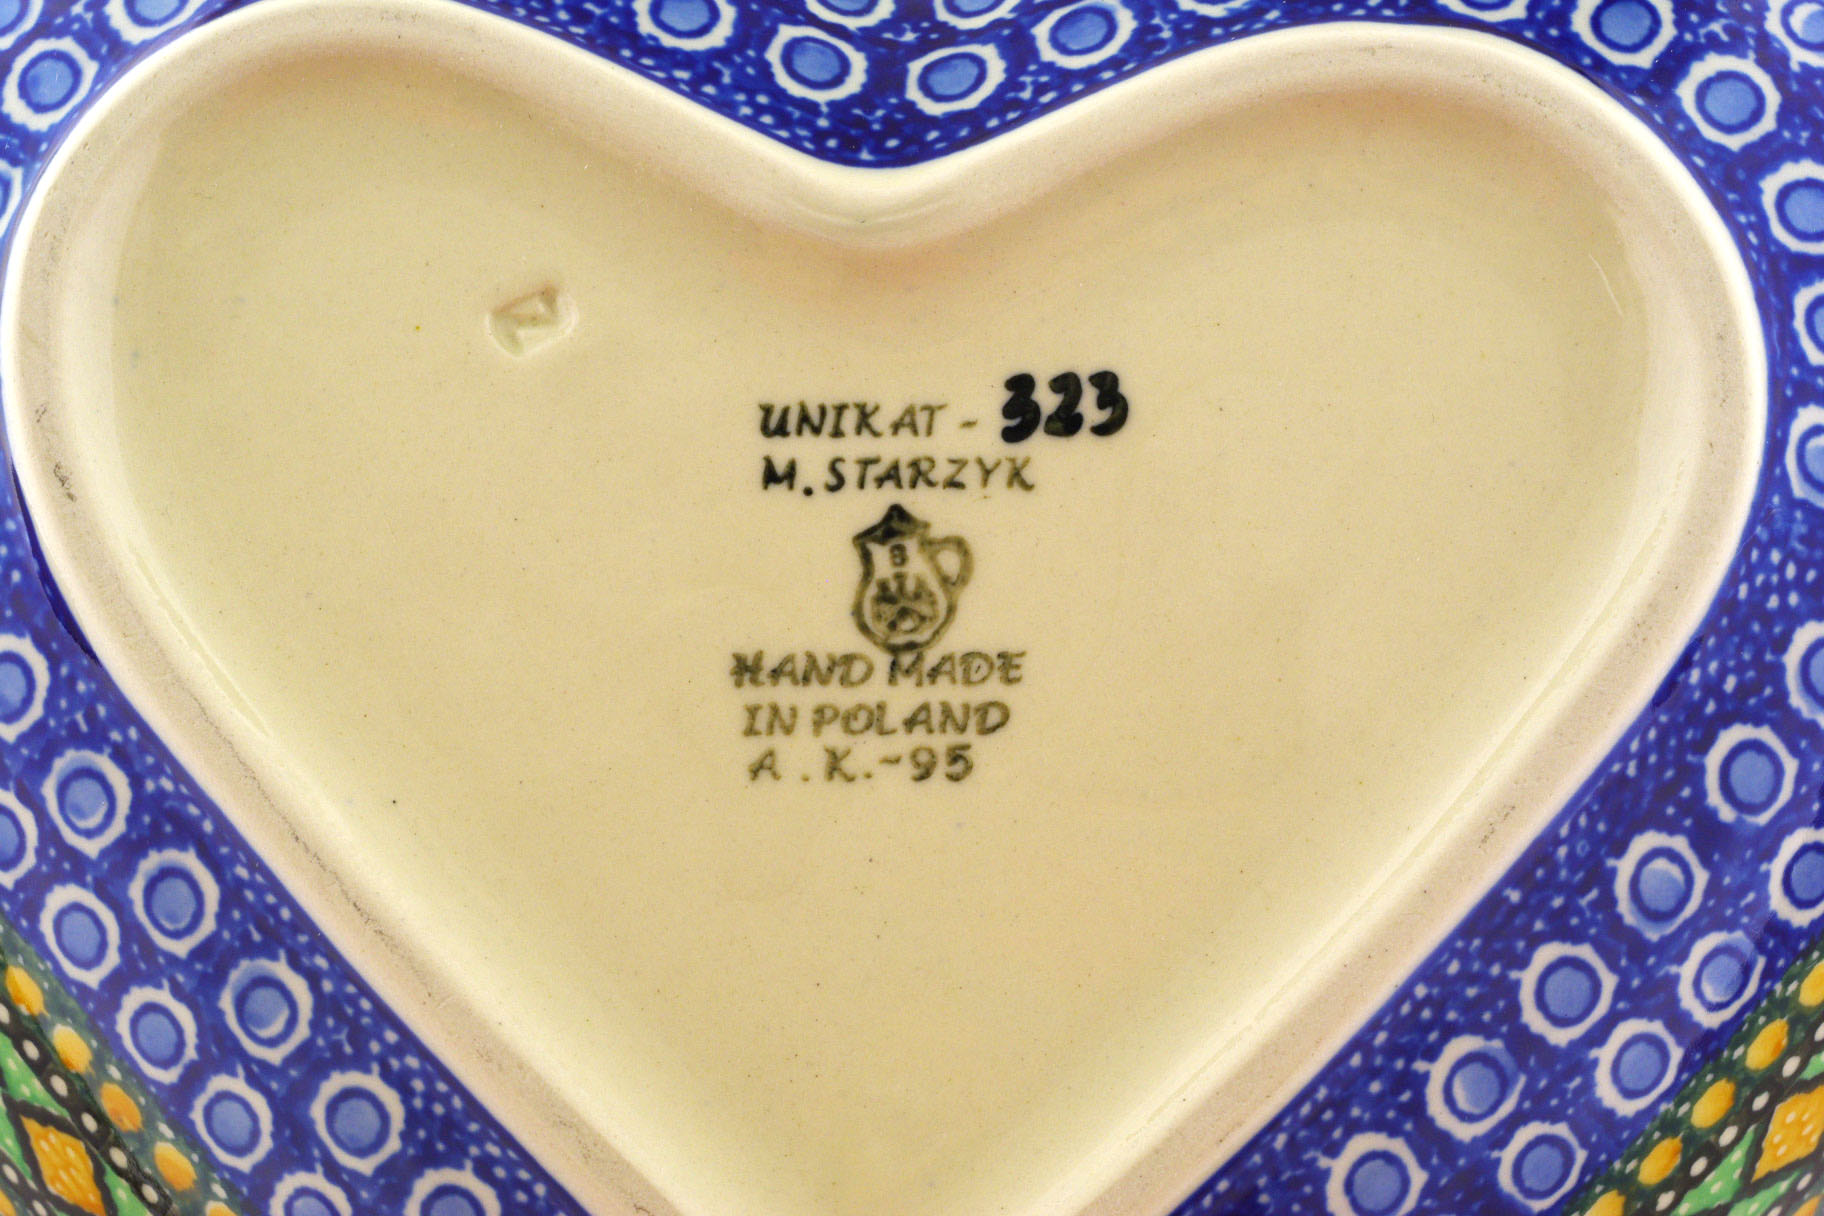 UNIKAT - 323
M. STARZYK
B
HAND MADE
IN POLAND
A.K.-95